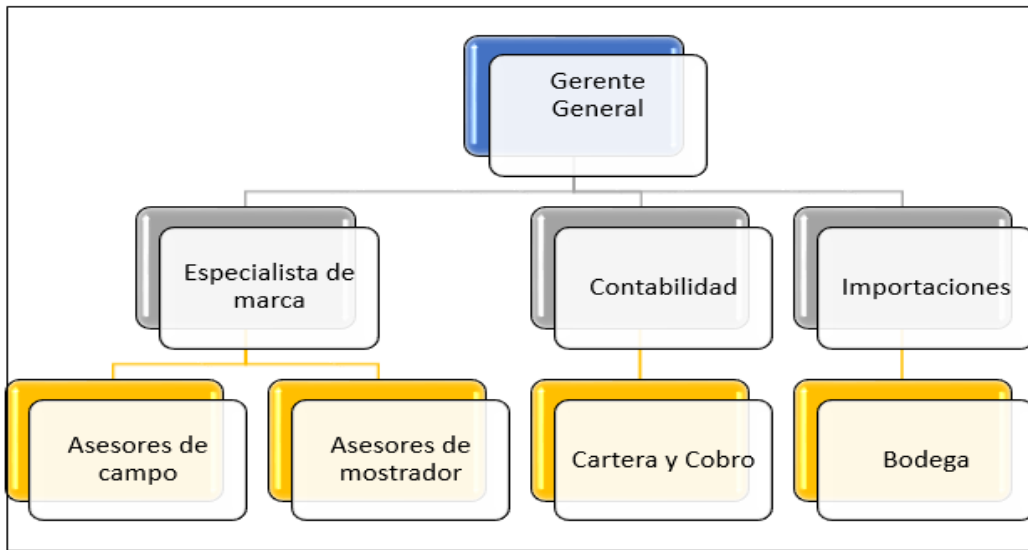 Gerente
General
Especialista de
marca
Contabilidad
Importaciones
Asesores de
campo
Asesores de
mostrador
Cartera y Cobro
Bodega